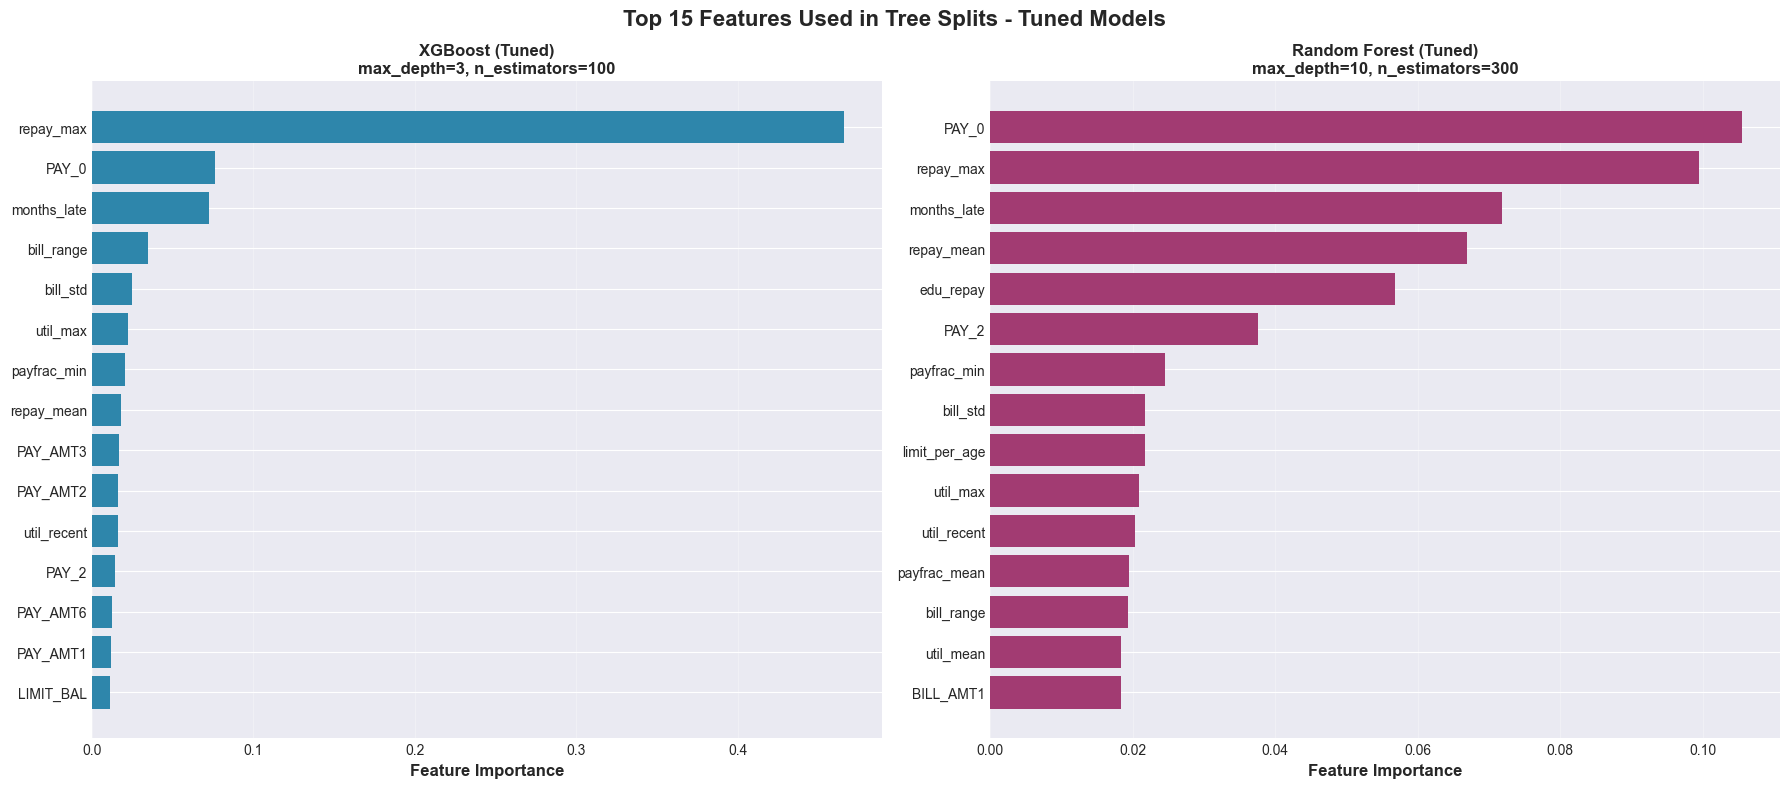 Top 15 Features Used in Tree Splits - Tuned Models
XGBoost (Tuned)
max_depth=3, n_estimators=100
repay_max
PAY_0
months_late
bill_range
bill_std
util_max
payfrac_min
repay_mean
PAY_AMT3
PAY_AMT2
util_recent
PAY_2
PAY_AMT6
PAY_AMT1
LIMIT_BAL
0.0 0.1 0.2 0.3 0.4
Feature Importance
Random Forest (Tuned)
max_depth=10, n_estimators=300
PAY_0
repay_max
months_late
repay_mean
edu_repay
PAY_2
payfrac_min
bill_std
limit_per_age
util_max
util_recent
payfrac_mean
bill_range
util_mean
BILL_AMT1
0.00 0.02 0.04 0.06 0.08 0.10
Feature Importance